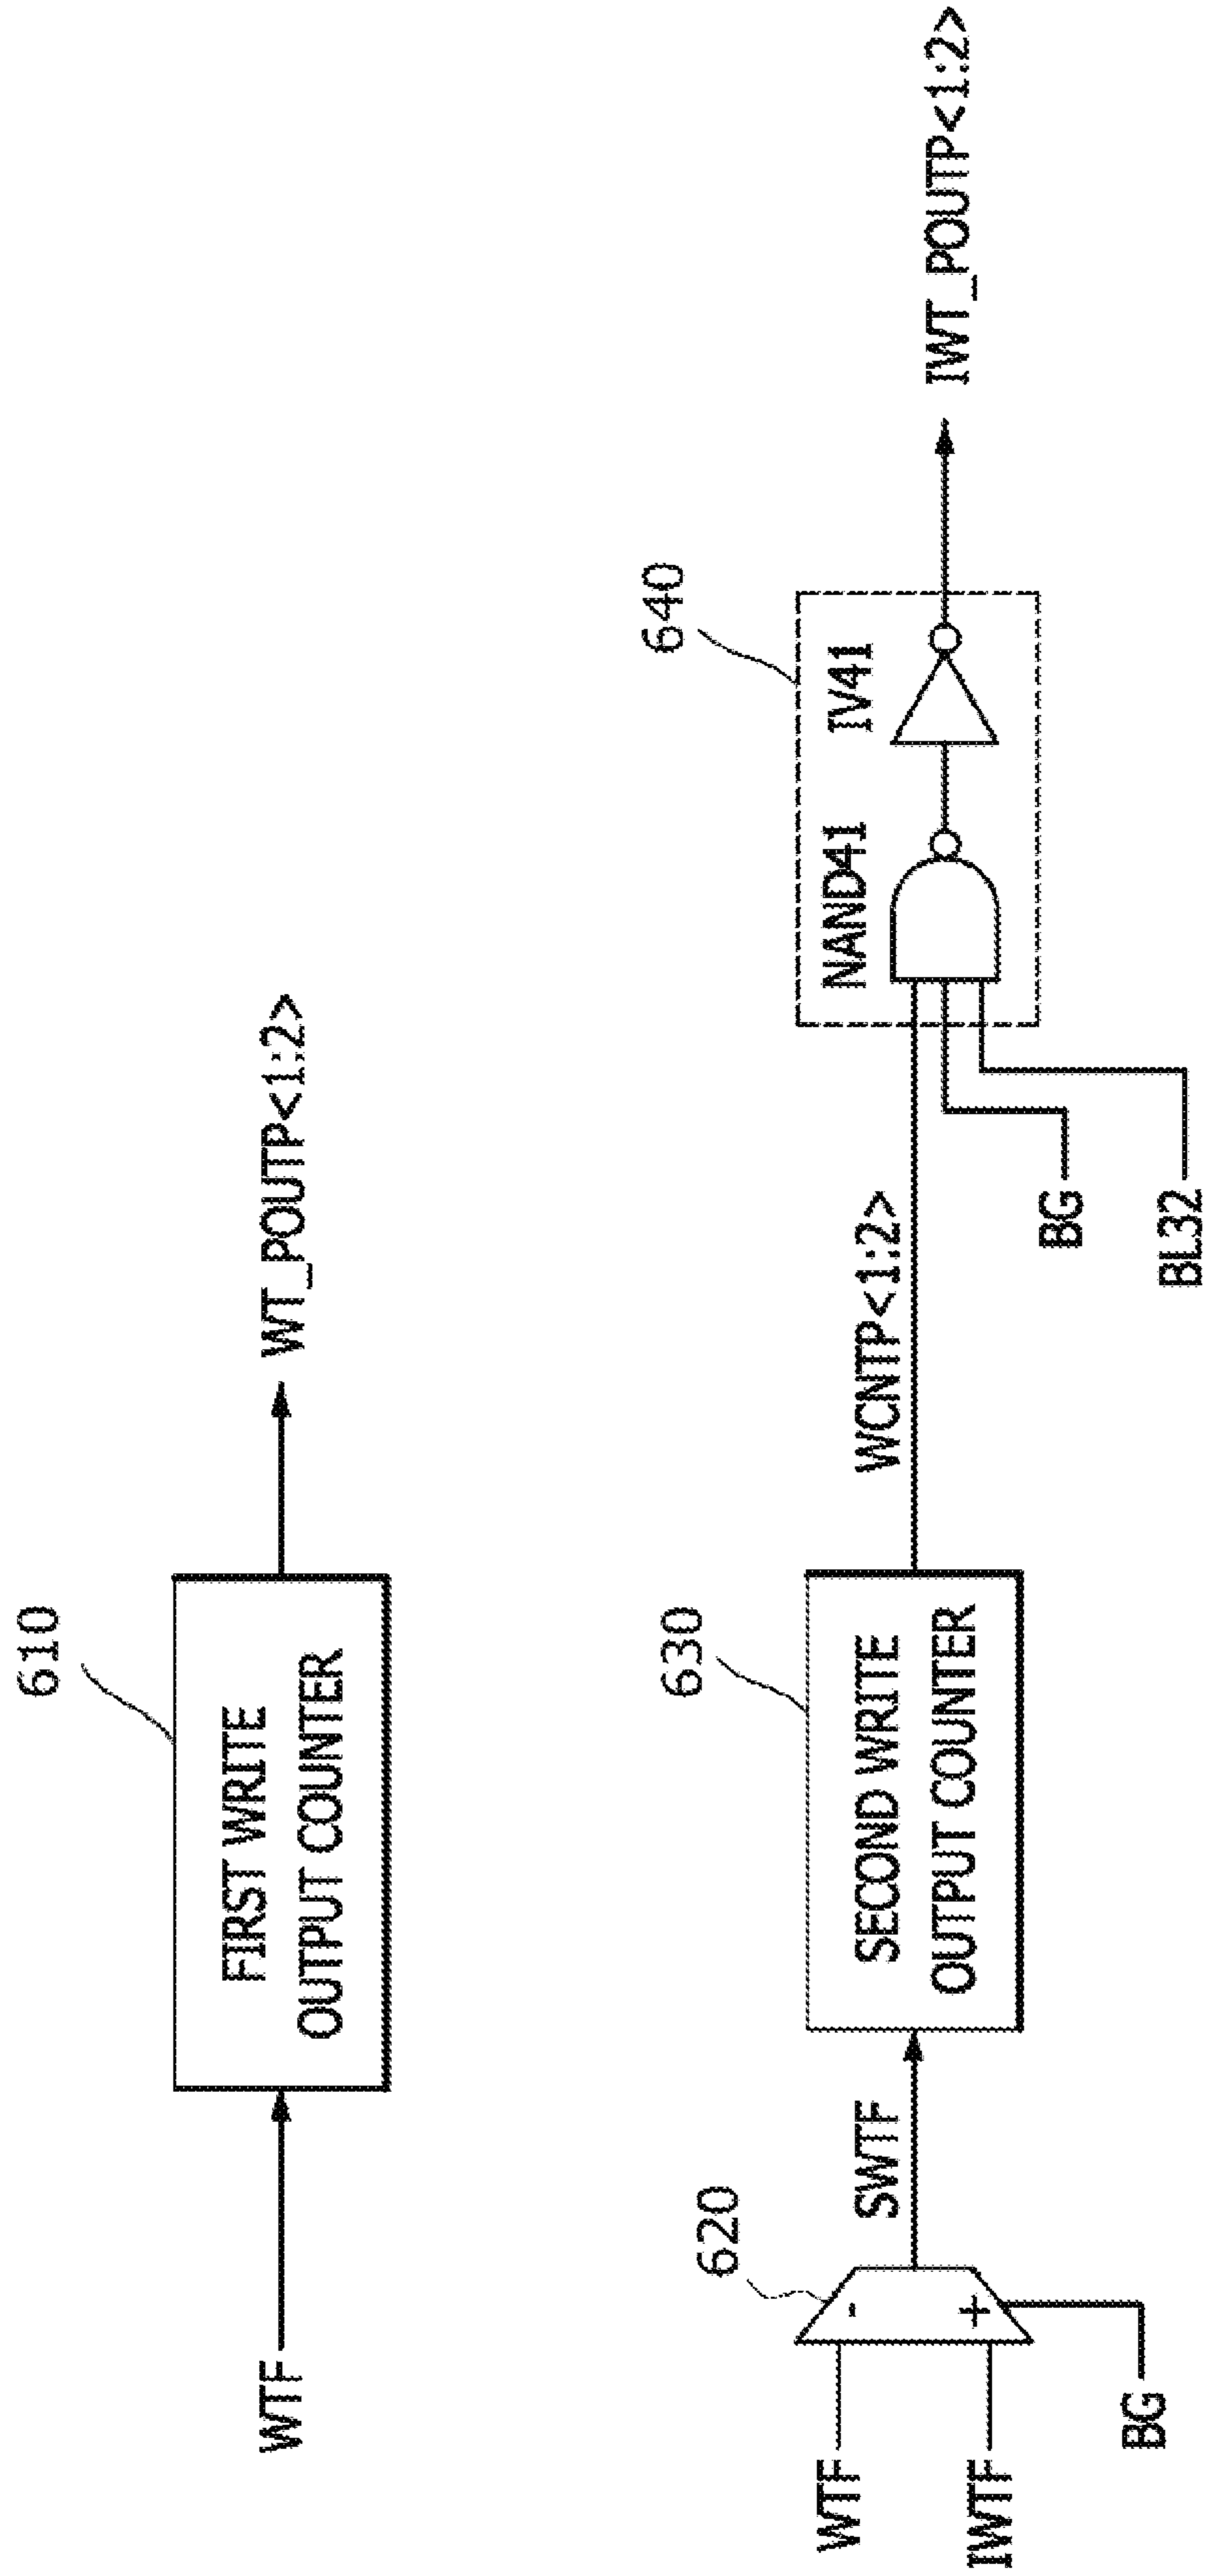 610
WTF
FIRST WRITE
OUTPUT COUNTER
WT_POUTP<1:2>
620
WTF
IWTF
-
+
BG
SWTF
630
SECOND WRITE
OUTPUT COUNTER
WCNTP<1:2>
BG
BL32
640
NAND41
IV41
IWT_POUTP<1:2>